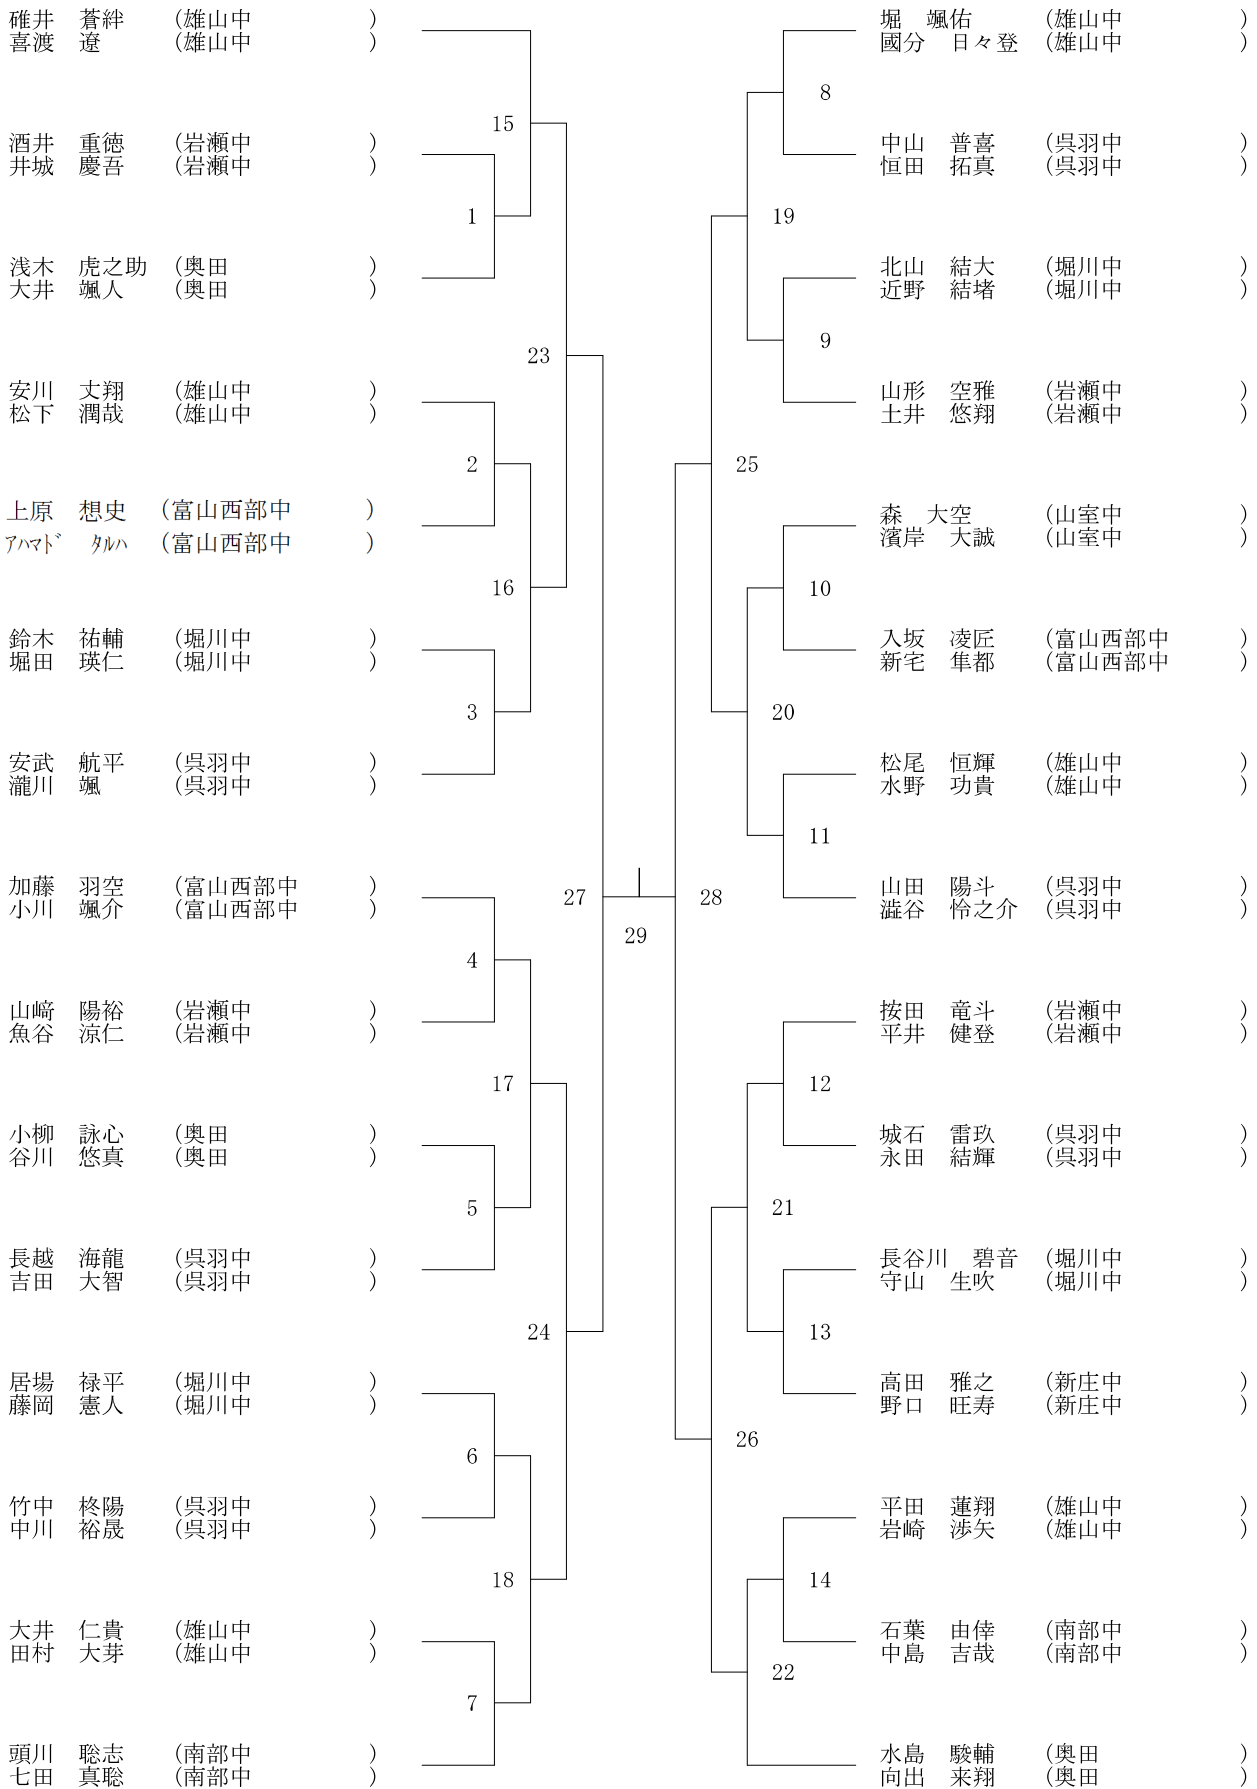 碓井　蒼絆　（雄山中　）
喜渡　遼　（雄山中　）
酒井　重徳　（岩瀬中　）
井城　慶吾　（岩瀬中　）
浅木　虎之助　（奥田　）
大井　颯人　（奥田　）
安川　丈翔　（雄山中　）
松下　潤哉　（雄山中　）
上原　想史　（富山西部中　）
ｱﾊﾏﾄﾞ　ﾀﾙﾊ　（富山西部中　）
鈴木　祐輔　（堀川中　）
堀田　瑛仁　（堀川中　）
安武　航平　（呉羽中　）
瀧川　颯　（呉羽中　）
加藤　羽空　（富山西部中　）
小川　颯介　（富山西部中　）
山﨑　陽裕　（岩瀬中　）
魚谷　涼仁　（岩瀬中　）
小柳　詠心　（奥田　）
谷川　悠真　（奥田　）
長越　海龍　（呉羽中　）
吉田　大智　（呉羽中　）
居場　禄平　（堀川中　）
藤岡　憲人　（堀川中　）
竹中　柊陽　（呉羽中　）
中川　裕晟　（呉羽中　）
大井　仁貴　（雄山中　）
田村　大芽　（雄山中　）
頭川　聡志　（南部中　）
七田　真聡　（南部中　）
15
1
23
2
16
3
27
4
17
5
24
6
18
7
29
8
19
9
25
10
20
11
28
12
21
13
26
14
22
堀　颯佑　（雄山中　）
國分　日々登　（雄山中　）
中山　普喜　（呉羽中　）
恒田　拓真　（呉羽中　）
北山　結大　（堀川中　）
近野　結堵　（堀川中　）
山形　空雅　（岩瀬中　）
土井　悠翔　（岩瀬中　）
森　大空　（山室中　）
濱岸　大誠　（山室中　）
入坂　凌匠　（富山西部中　）
新宅　隼都　（富山西部中　）
松尾　恒輝　（雄山中　）
水野　功貴　（雄山中　）
山田　陽斗　（呉羽中　）
澁谷　怜之介　（呉羽中　）
按田　竜斗　（岩瀬中　）
平井　健登　（岩瀬中　）
城石　雷玖　（呉羽中　）
永田　結輝　（呉羽中　）
長谷川　碧音　（堀川中　）
守山　生吹　（堀川中　）
高田　雅之　（新庄中　）
野口　旺寿　（新庄中　）
平田　蓮翔　（雄山中　）
岩崎　渉矢　（雄山中　）
石葉　由倖　（南部中　）
中島　吉哉　（南部中　）
水島　駿輔　（奥田　）
向出　来翔　（奥田　）